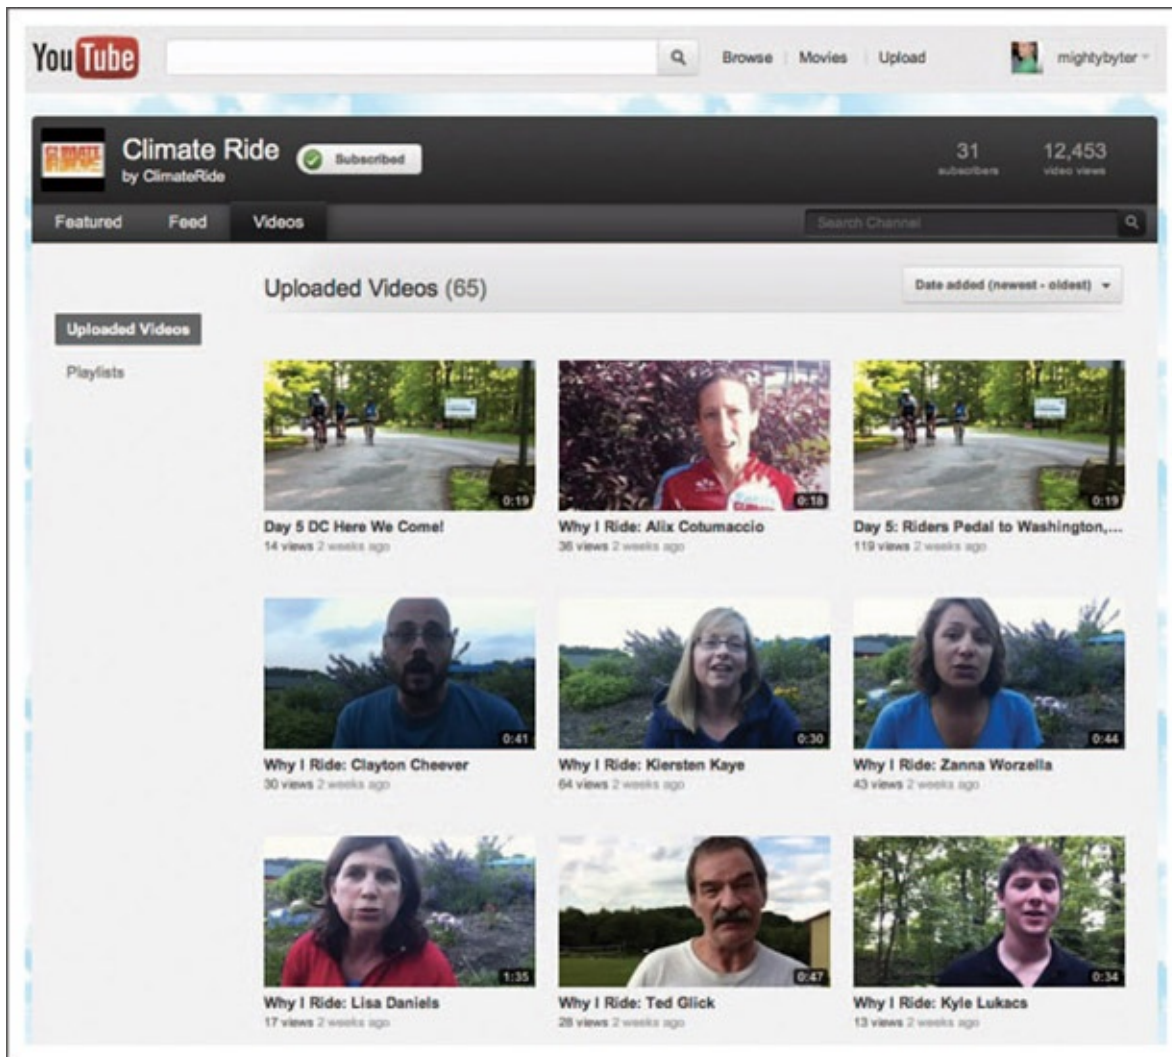 YouTube
Browse Movies Upload mightybyter
CLIMATE
Climate Ride
Subscribed
by ClimateRide
31
subscribers
12,453
video views
Featured Feed Videos
Search Channel
Uploaded Videos (65)
Date added (newest - oldest)
Uploaded Videos
Playlists
0:19
0:18
0:19
Day 5 DC Here We Come!
14 views 2 weeks ago
Why I Ride: Alix Cotumaccio
36 views 2 weeks ago
Day 5: Riders Pedal to Washington,...
119 views 2 weeks ago
0:41
0:30
0:44
Why I Ride: Clayton Cheever
30 views 2 weeks ago
Why I Ride: Kiersten Kaye
64 views 2 weeks ago
Why I Ride: Zanna Worzella
43 views 2 weeks ago
1:35
0:47
0:34
Why I Ride: Lisa Daniels
17 views 2 weeks ago
Why I Ride: Ted Glick
28 views 2 weeks ago
Why I Ride: Kyle Lukacs
13 views 2 weeks ago